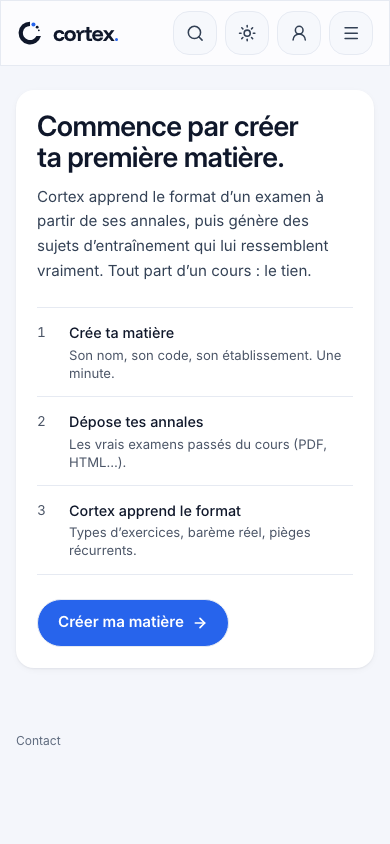 cortex.
Commence par créer
ta première matière.
Cortex apprend le format d’un examen à
partir de ses annales, puis génère des
sujets d’entraînement qui lui ressemblent
vraiment. Tout part d’un cours : le tien.
1 Crée ta matière
Son nom, son code, son établissement. Une
minute.
2 Dépose tes annales
Les vrais examens passés du cours (PDF,
HTML…).
3 Cortex apprend le format
Types d’exercices, barème réel, pièges
récurrents.
Créer ma matière →
Contact